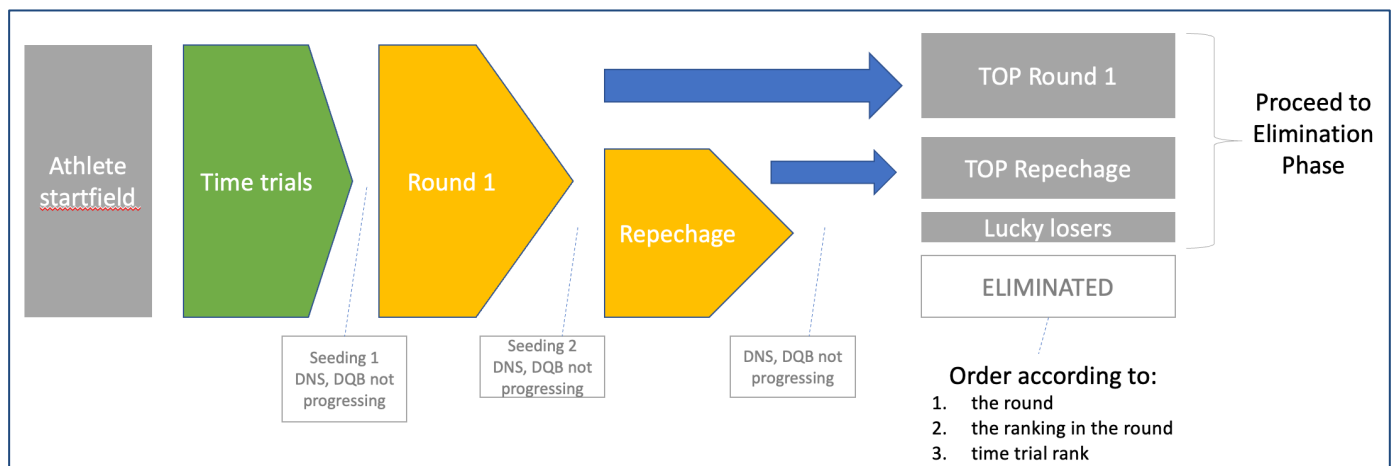 Athlete
startfield
Time trials
Round 1
Repechage
TOP Round 1
TOP Repechage
Lucky losers
ELIMINATED
Proceed to
Elimination
Phase
Seeding 1
DNS, DQB not
progressing
Seeding 2
DNS, DQB not
progressing
DNS, DQB not
progressing
Order according to:
1. the round
2. the ranking in the round
3. time trial rank